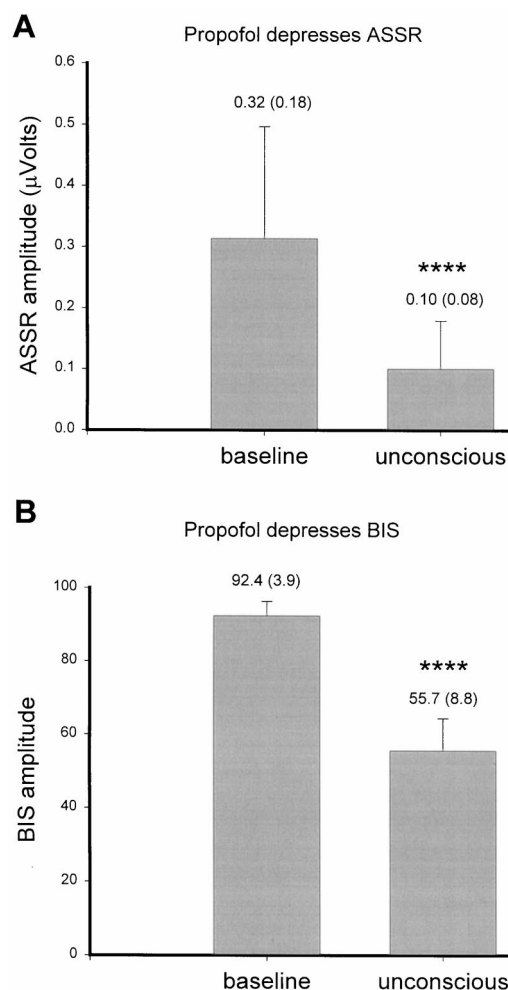 A
Propofol depresses ASSR
0.6
0.5
0.4
0.3
0.2
0.1
0.0
ASSR amplitude (µVolts)
0.32 (0.18)
****
0.10 (0.08)
baseline unconscious
B
Propofol depresses BIS
100
80
60
40
20
0
BIS amplitude
92.4 (3.9)
****
55.7 (8.8)
baseline unconscious